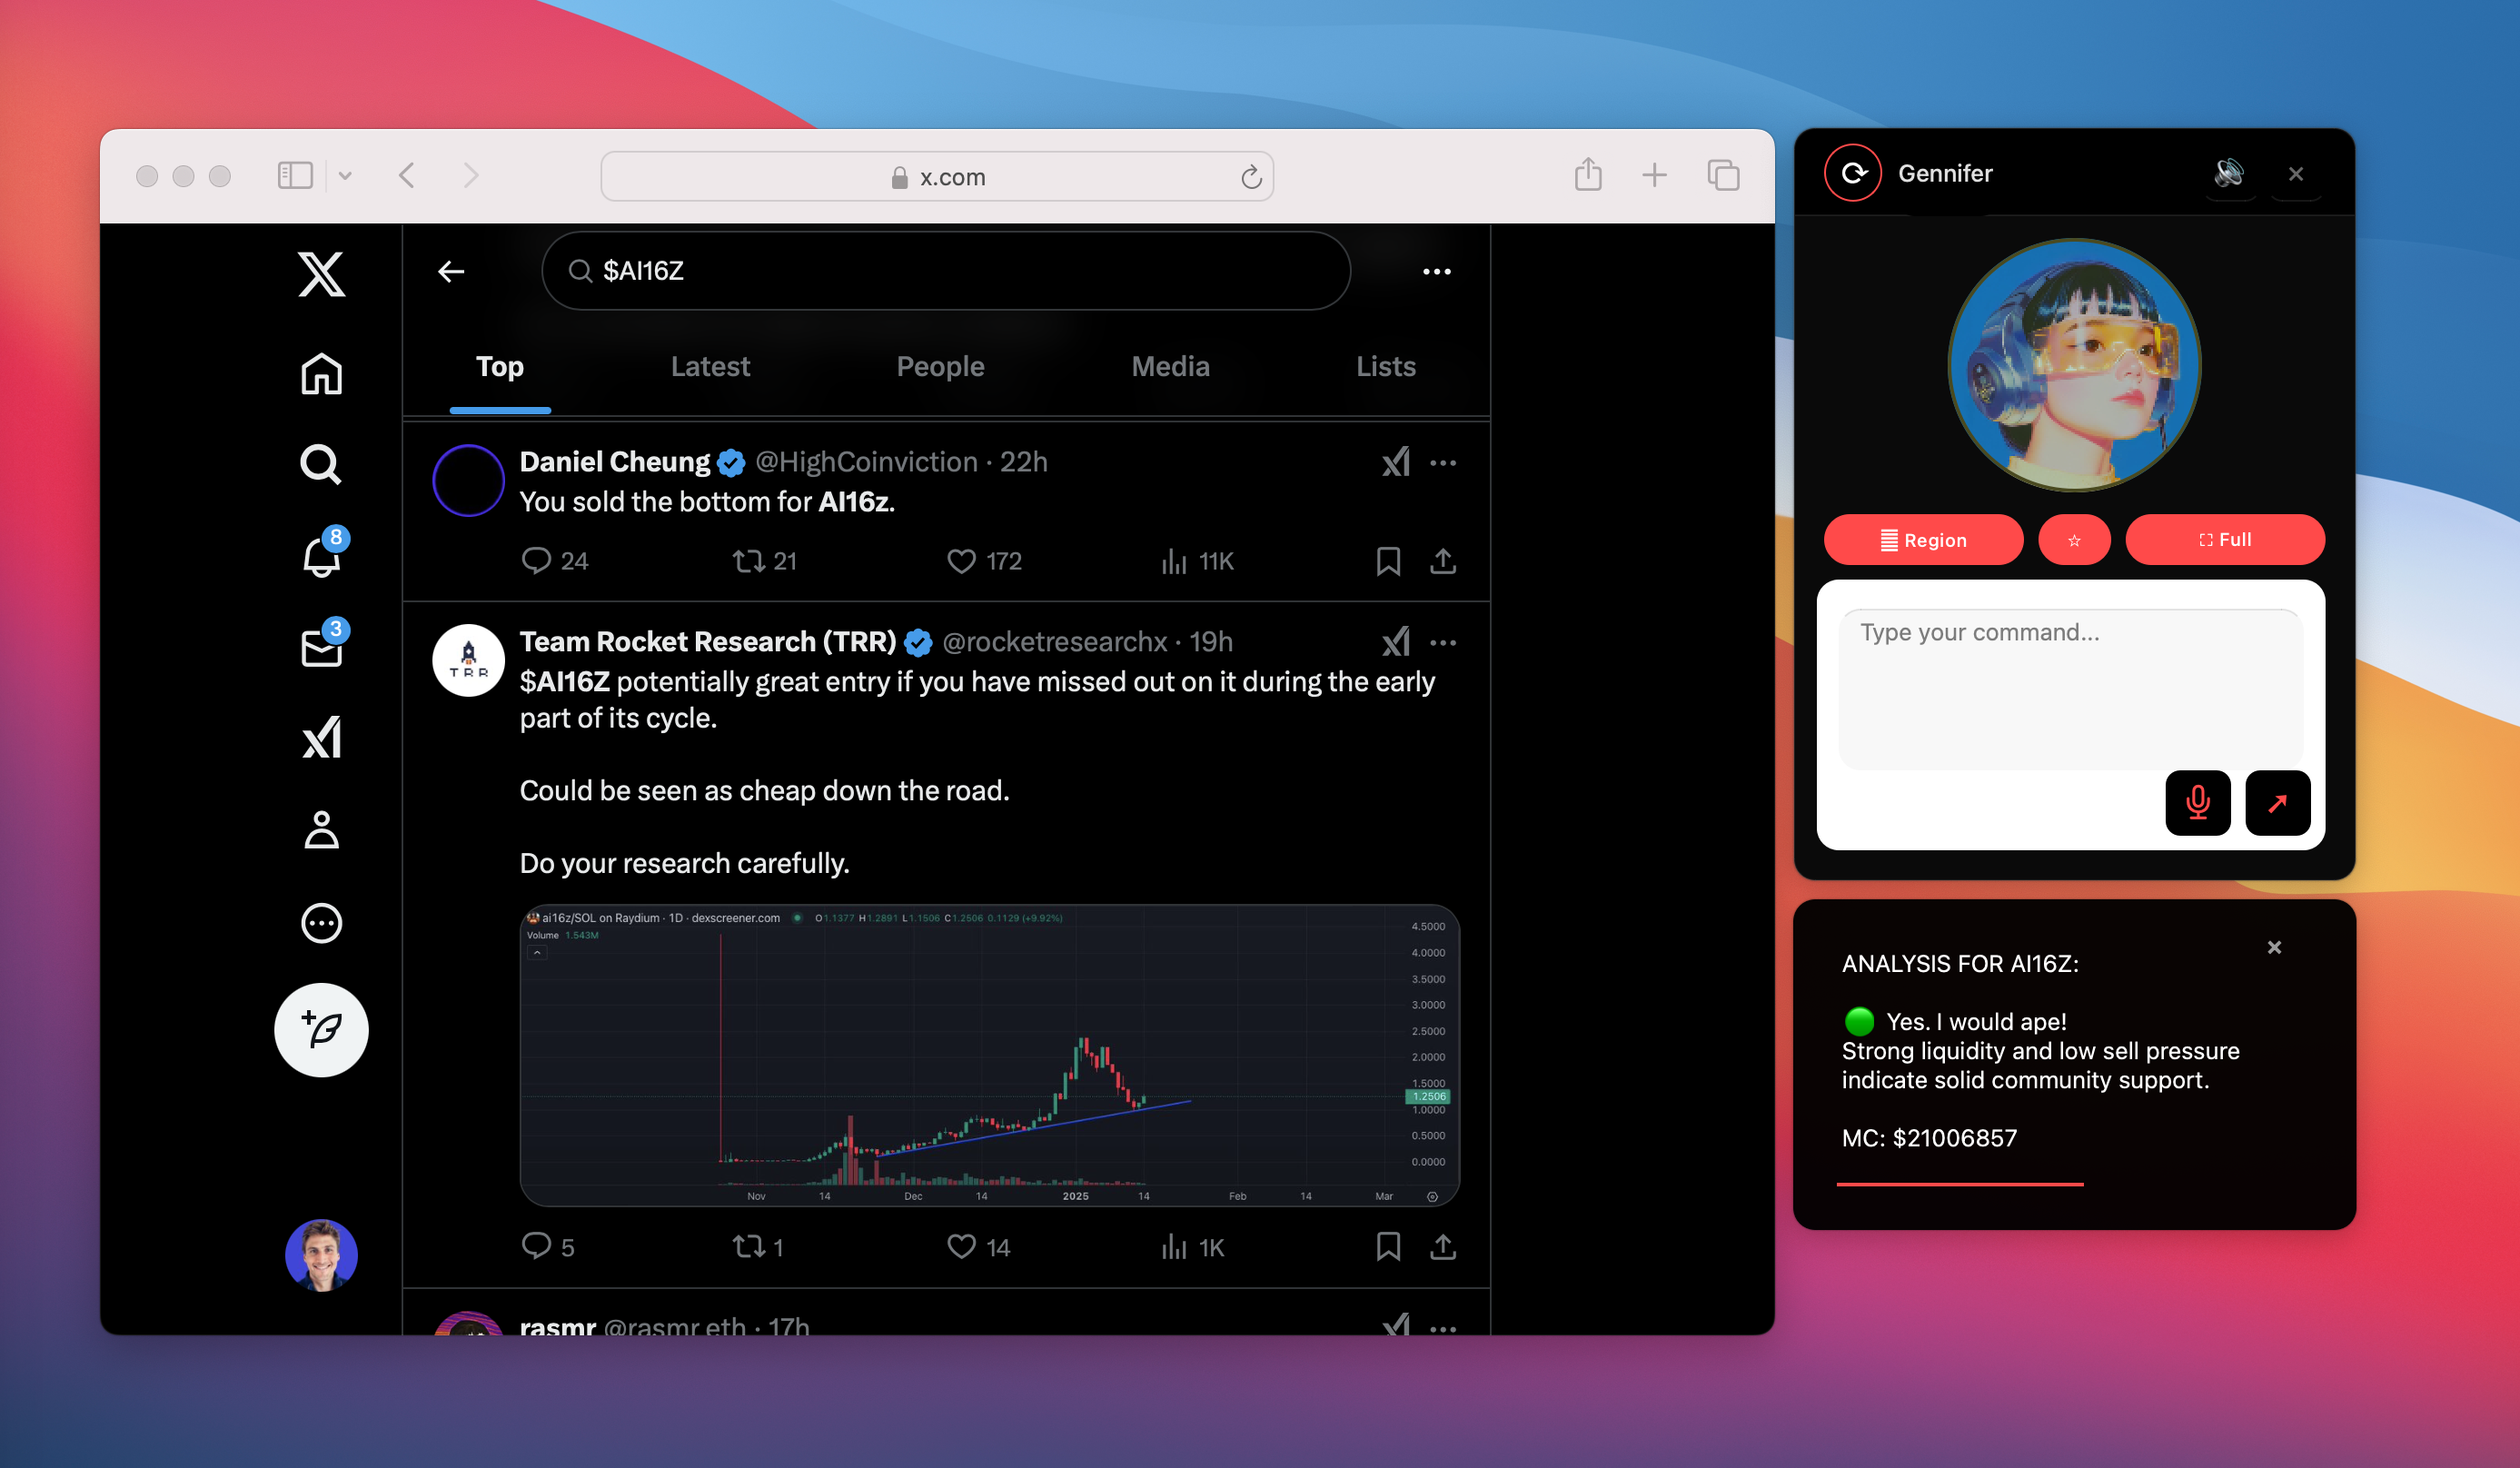 x.com
$AI16Z
Top
Latest
People
Media
Lists
Daniel Cheung @HighCoinviction · 22h
You sold the bottom for AI16z.
24
21
172
11K
8
3
Team Rocket Research (TRR) @rocketresearchx · 19h
TRR
$AI16Z potentially great entry if you have missed out on it during the early
part of its cycle.
Could be seen as cheap down the road.
Do your research carefully.
ai16z/SOL on Raydium · 1D · dexscreener.com O1.1377 H1.2891 L1.1506 C1.2506 0.1129 (+9.92%)
Volume 1.543M
4.5000
4.0000
3.5000
3.0000
2.5000
2.0000
1.5000
1.2506
1.0000
0.5000
0.0000
Nov
14
Dec
14
2025
14
Feb
14
Mar
5
1
14
1K
rasmr @rasmr_eth · 17h
Gennifer
Region
Full
Type your command...
ANALYSIS FOR AI16Z:
Yes. I would ape!
Strong liquidity and low sell pressure
indicate solid community support.
MC: $21006857